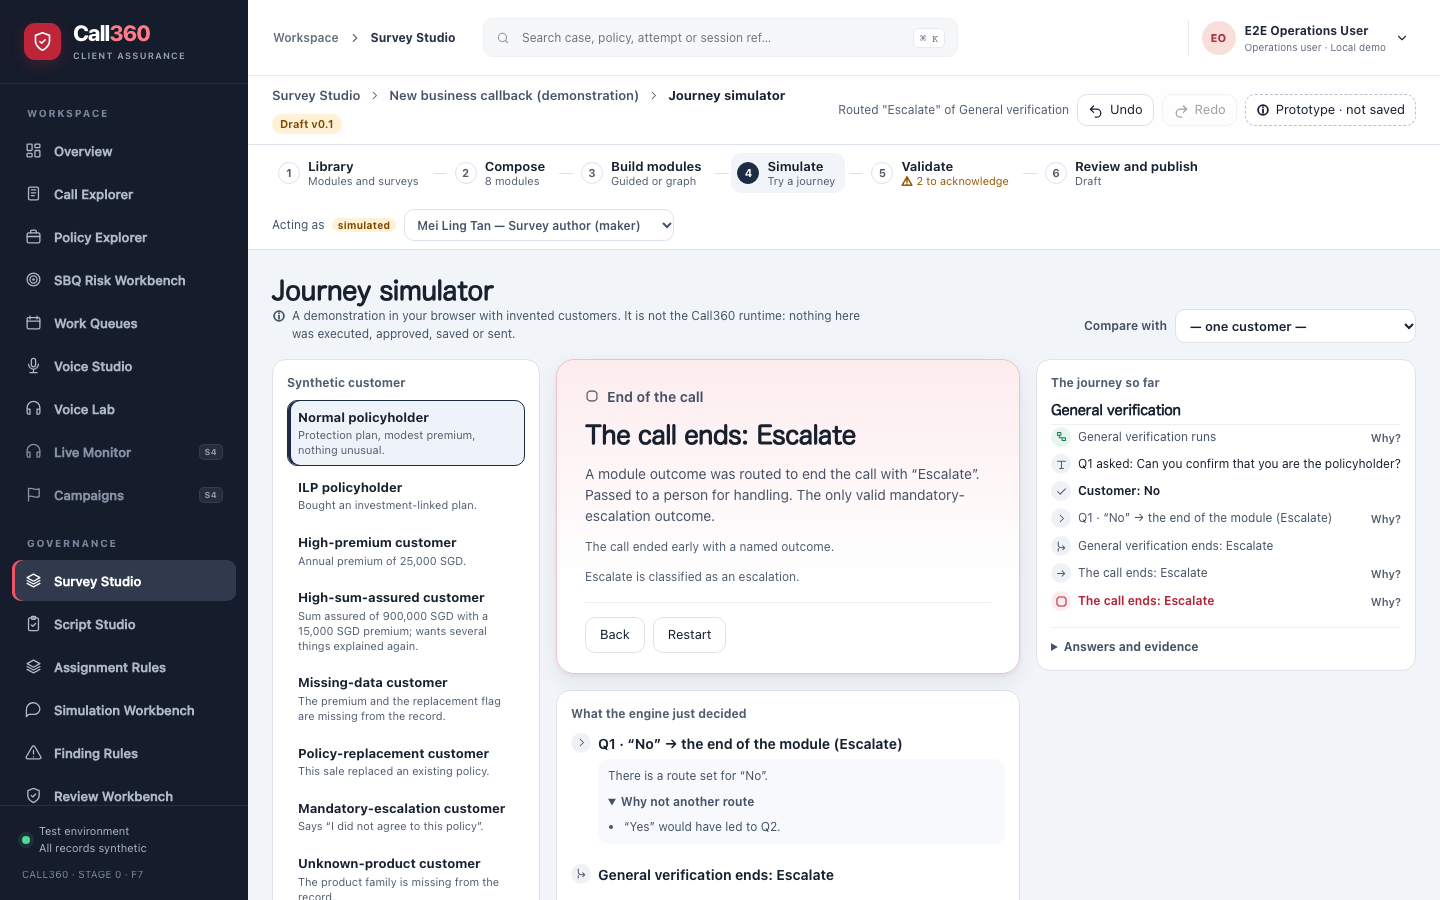 Call360
CLIENT ASSURANCE
WORKSPACE
Overview
Call Explorer
Policy Explorer
SBQ Risk Workbench
Work Queues
Voice Studio
Voice Lab
Live Monitor S4
Campaigns S4
GOVERNANCE
Survey Studio
Script Studio
Assignment Rules
Simulation Workbench
Finding Rules
Review Workbench
Test environment
All records synthetic
CALL360 · STAGE 0 · F7
Workspace > Survey Studio
Search case, policy, attempt or session ref...
⌘ K
EO
E2E Operations User
Operations user · Local demo
Survey Studio > New business callback (demonstration) > Journey simulator
Draft v0.1
Routed "Escalate" of General verification
Undo
Redo
Prototype · not saved
1 Library
Modules and surveys
2 Compose
8 modules
3 Build modules
Guided or graph
4 Simulate
Try a journey
5 Validate
2 to acknowledge
6 Review and publish
Draft
Acting as simulated Mei Ling Tan — Survey author (maker)
Journey simulator
A demonstration in your browser with invented customers. It is not the Call360 runtime: nothing here
was executed, approved, saved or sent.
Compare with — one customer —
Synthetic customer
Normal policyholder
Protection plan, modest premium,
nothing unusual.
ILP policyholder
Bought an investment-linked plan.
High-premium customer
Annual premium of 25,000 SGD.
High-sum-assured customer
Sum assured of 900,000 SGD with a
15,000 SGD premium; wants several
things explained again.
Missing-data customer
The premium and the replacement flag
are missing from the record.
Policy-replacement customer
This sale replaced an existing policy.
Mandatory-escalation customer
Says “I did not agree to this policy”.
Unknown-product customer
The product family is missing from the
record.
End of the call
The call ends: Escalate
A module outcome was routed to end the call with “Escalate”.
Passed to a person for handling. The only valid mandatory-
escalation outcome.
The call ended early with a named outcome.
Escalate is classified as an escalation.
Back
Restart
What the engine just decided
Q1 · “No” → the end of the module (Escalate)
There is a route set for “No”.
▼ Why not another route
• “Yes” would have led to Q2.
General verification ends: Escalate
The journey so far
General verification
General verification runs Why?
Q1 asked: Can you confirm that you are the policyholder?
Customer: No
Q1 · “No” → the end of the module (Escalate) Why?
General verification ends: Escalate
The call ends: Escalate Why?
The call ends: Escalate Why?
▶ Answers and evidence